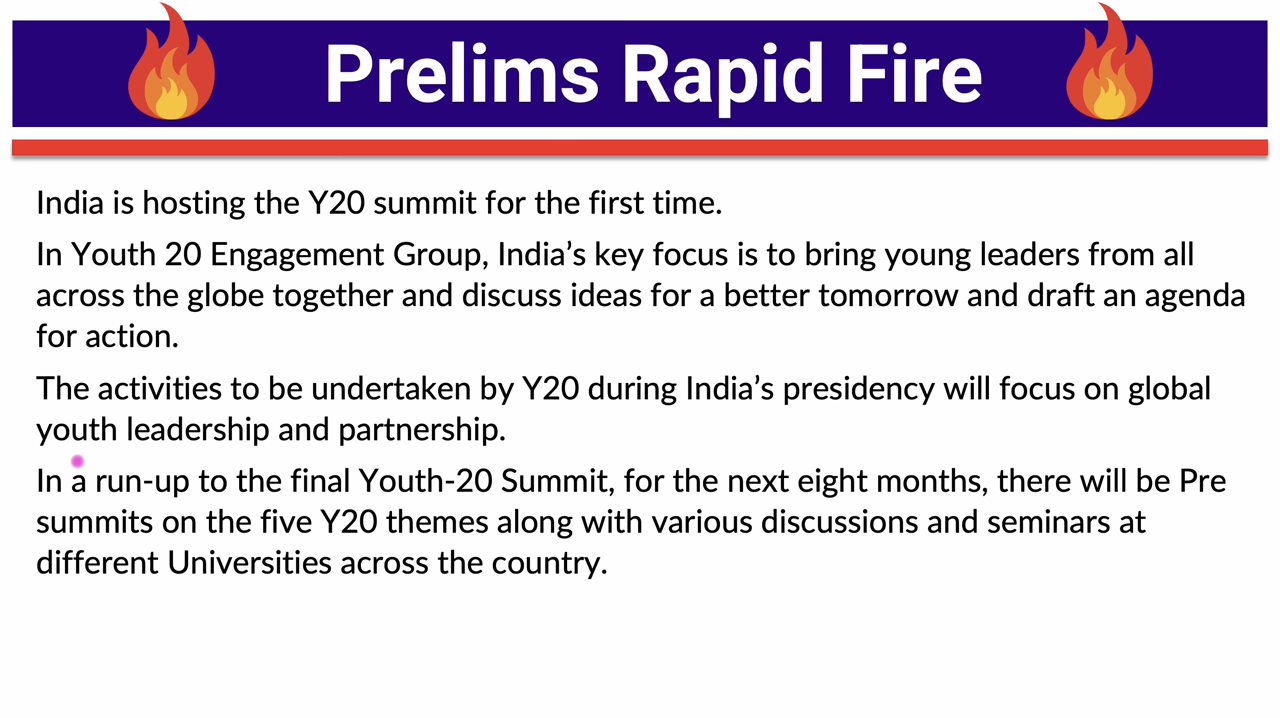 Prelims Rapid Fire
India is hosting the Y20 summit for the first time.
In Youth 20 Engagement Group, India’s key focus is to bring young leaders from all
across the globe together and discuss ideas for a better tomorrow and draft an agenda
for action.
The activities to be undertaken by Y20 during India’s presidency will focus on global
youth leadership and partnership.
In a run-up to the final Youth-20 Summit, for the next eight months, there will be Pre
summits on the five Y20 themes along with various discussions and seminars at
different Universities across the country.